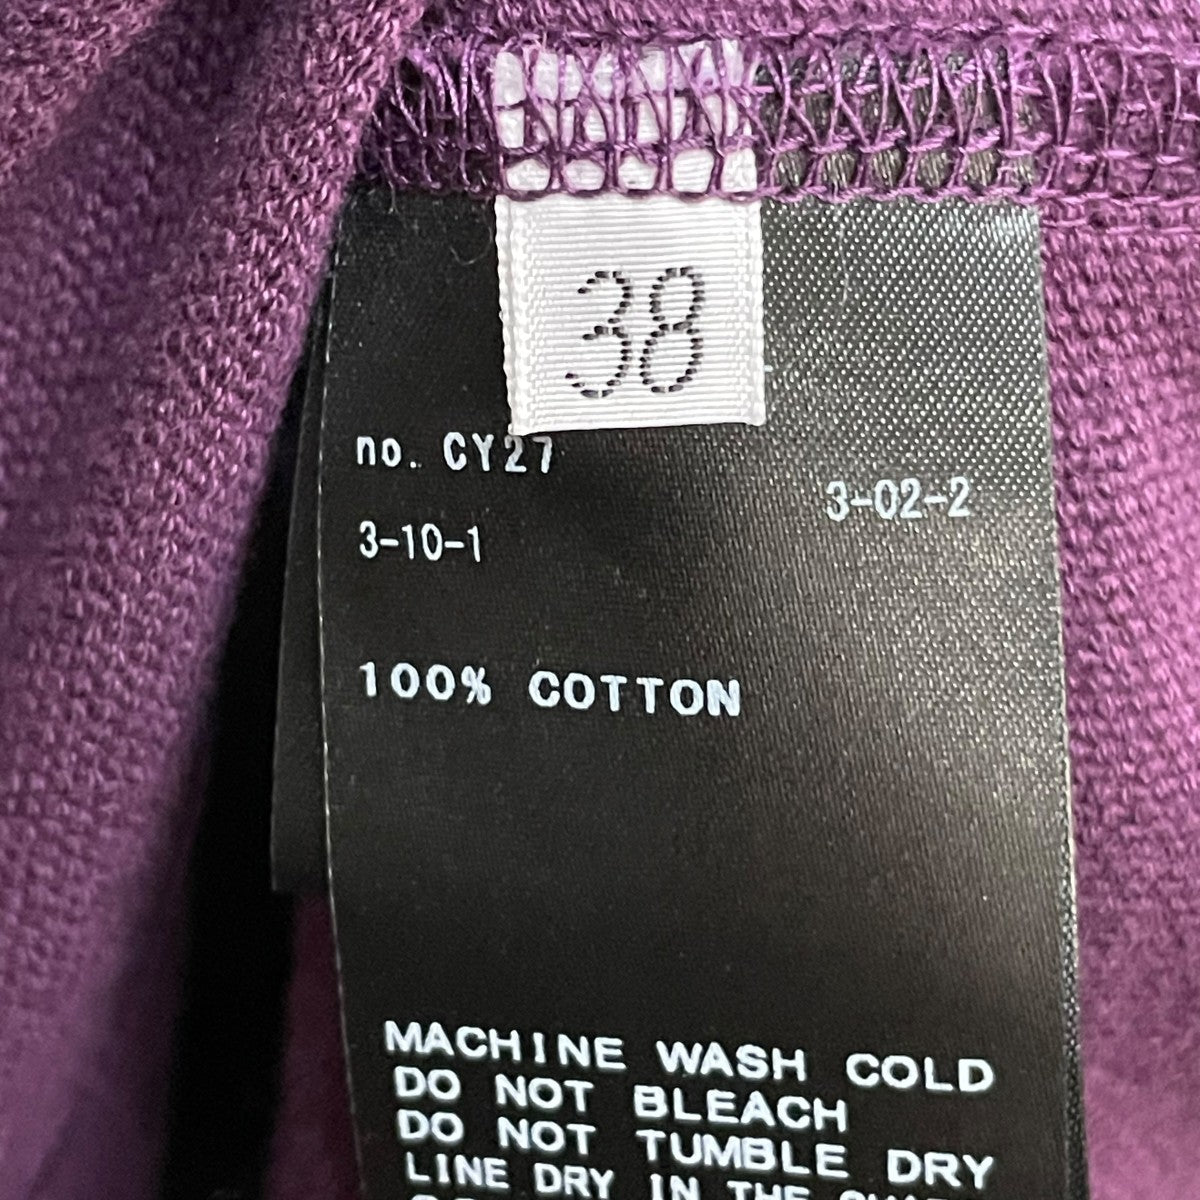 38
no. CY27
3-02-2
3-10-1
100% COTTON
MACHINE WASH COLD
DO NOT BLEACH
DO NOT TUMBLE DRY
LINE DRY IN THE